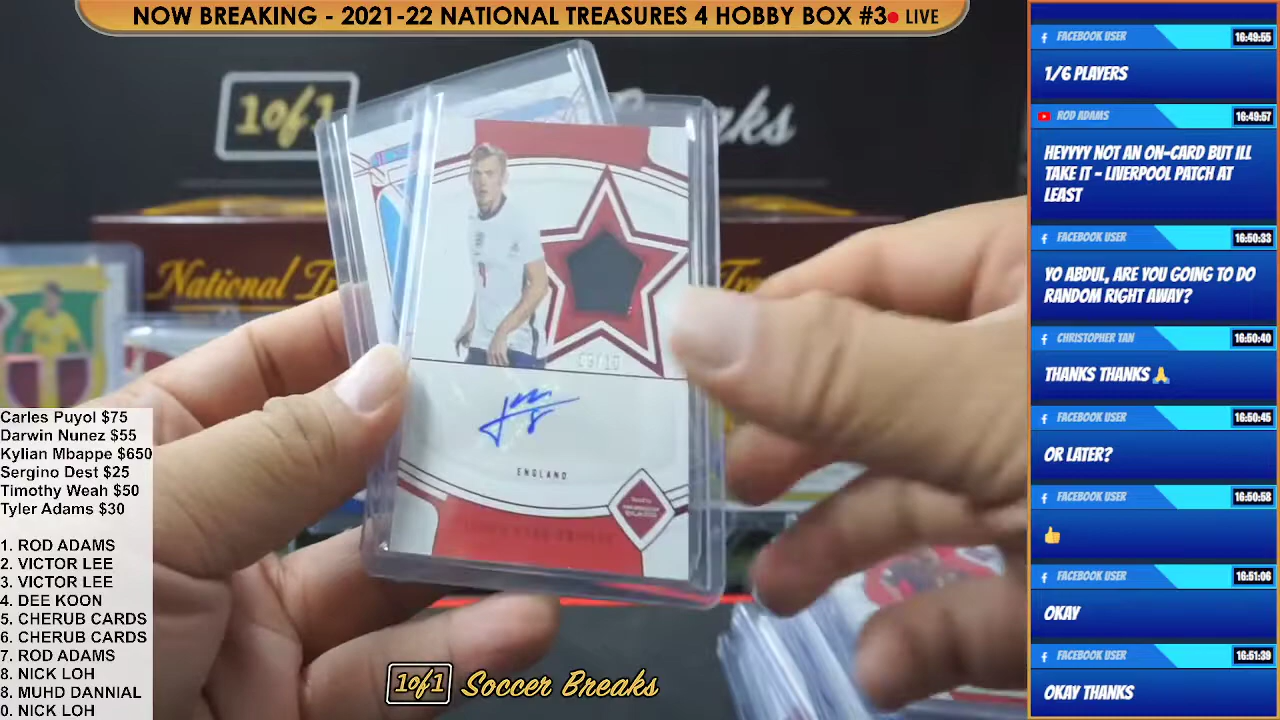 NOW BREAKING - 2021-22 NATIONAL TREASURES 4 HOBBY BOX #3
LIVE
1of1
National
ENGLAND
1of1 Soccer Breaks
Carles Puyol $75
Darwin Nunez $55
Kylian Mbappe $650
Sergino Dest $25
Timothy Weah $50
Tyler Adams $30
1. ROD ADAMS
2. VICTOR LEE
3. VICTOR LEE
4. DEE KOON
5. CHERUB CARDS
6. CHERUB CARDS
7. ROD ADAMS
8. NICK LOH
8. MUHD DANNIAL
0. NICK LOH
FACEBOOK USER 16:49:55
1/6 PLAYERS
ROD ADAMS 16:49:57
HEYYYY NOT AN ON-CARD BUT ILL
TAKE IT - LIVERPOOL PATCH AT
LEAST
FACEBOOK USER 16:50:33
YO ABDUL, ARE YOU GOING TO DO
RANDOM RIGHT AWAY?
CHRISTOPHER TAN 16:50:40
THANKS THANKS🙏
FACEBOOK USER 16:50:45
OR LATER?
FACEBOOK USER 16:50:58
👍
FACEBOOK USER 16:51:06
OKAY
FACEBOOK USER 16:51:39
OKAY THANKS